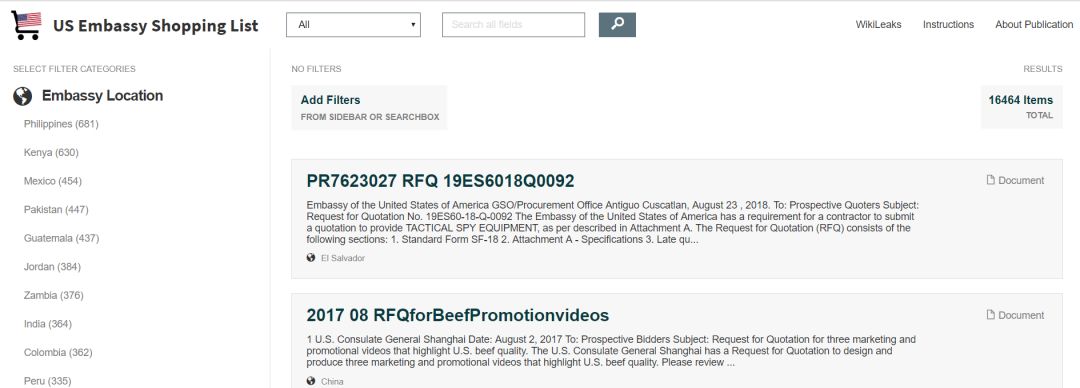 US Embassy Shopping List
All
Search all fields
WikiLeaks
Instructions
About Publication
SELECT FILTER CATEGORIES
Embassy Location
Philippines (681)
Kenya (630)
Mexico (454)
Pakistan (447)
Guatemala (437)
Jordan (384)
Zambia (376)
India (364)
Colombia (362)
Peru (335)
NO FILTERS
RESULTS
Add Filters
FROM SIDEBAR OR SEARCHBOX
16464 Items
TOTAL
PR7623027 RFQ 19ES6018Q0092
Document
Embassy of the United States of America GSO/Procurement Office Antiguo Cuscatlan, August 23 , 2018. To: Prospective Quoters Subject:
Request for Quotation No. 19ES60-18-Q-0092 The Embassy of the United States of America has a requirement for a contractor to submit
a quotation to provide TACTICAL SPY EQUIPMENT, as per described in Attachment A. The Request for Quotation (RFQ) consists of the
following sections: 1. Standard Form SF-18 2. Attachment A - Specifications 3. Late qu...
El Salvador
2017 08 RFQforBeefPromotionvideos
Document
1 U.S. Consulate General Shanghai Date: August 2, 2017 To: Prospective Bidders Subject: Request for Quotation for three marketing and
promotional videos that highlight U.S. beef quality. The U.S. Consulate General Shanghai has a Request for Quotation to design and
produce three marketing and promotional videos that highlight U.S. beef quality. Please review ...
China